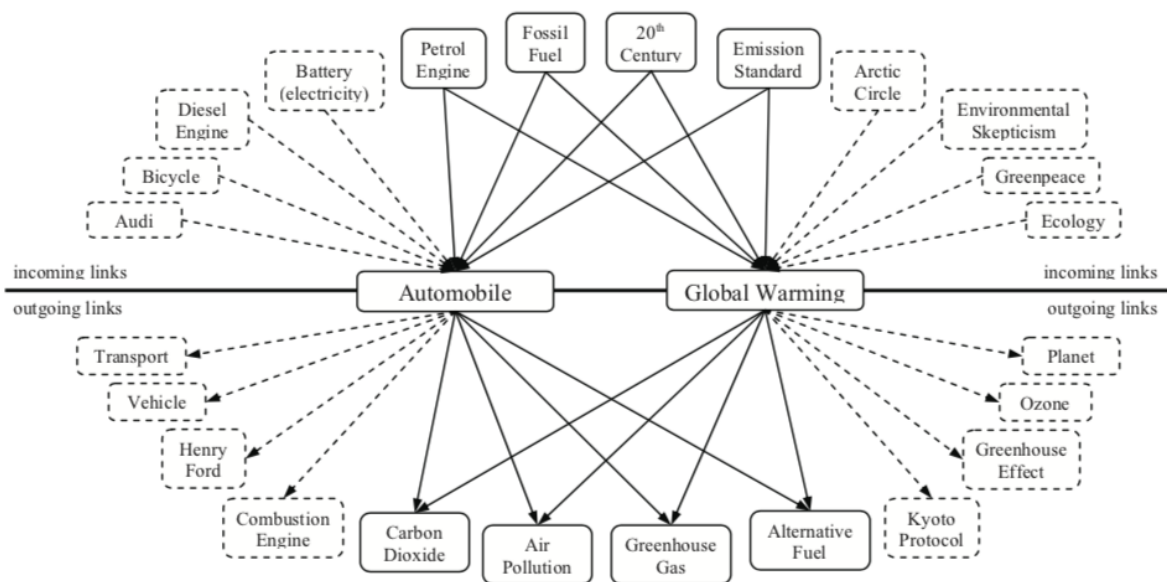 Petrol
Engine
Fossil
Fuel
20th
Century
Emission
Standard
Battery
(electricity)
Arctic
Circle
Diesel
Engine
Environmental
Skepticism
Bicycle
Greenpeace
Audi
Ecology
incoming links
incoming links
Automobile
Global Warming
outgoing links
outgoing links
Transport
Planet
Vehicle
Ozone
Henry
Ford
Greenhouse
Effect
Combustion
Engine
Carbon
Dioxide
Air
Pollution
Greenhouse
Gas
Alternative
Fuel
Kyoto
Protocol